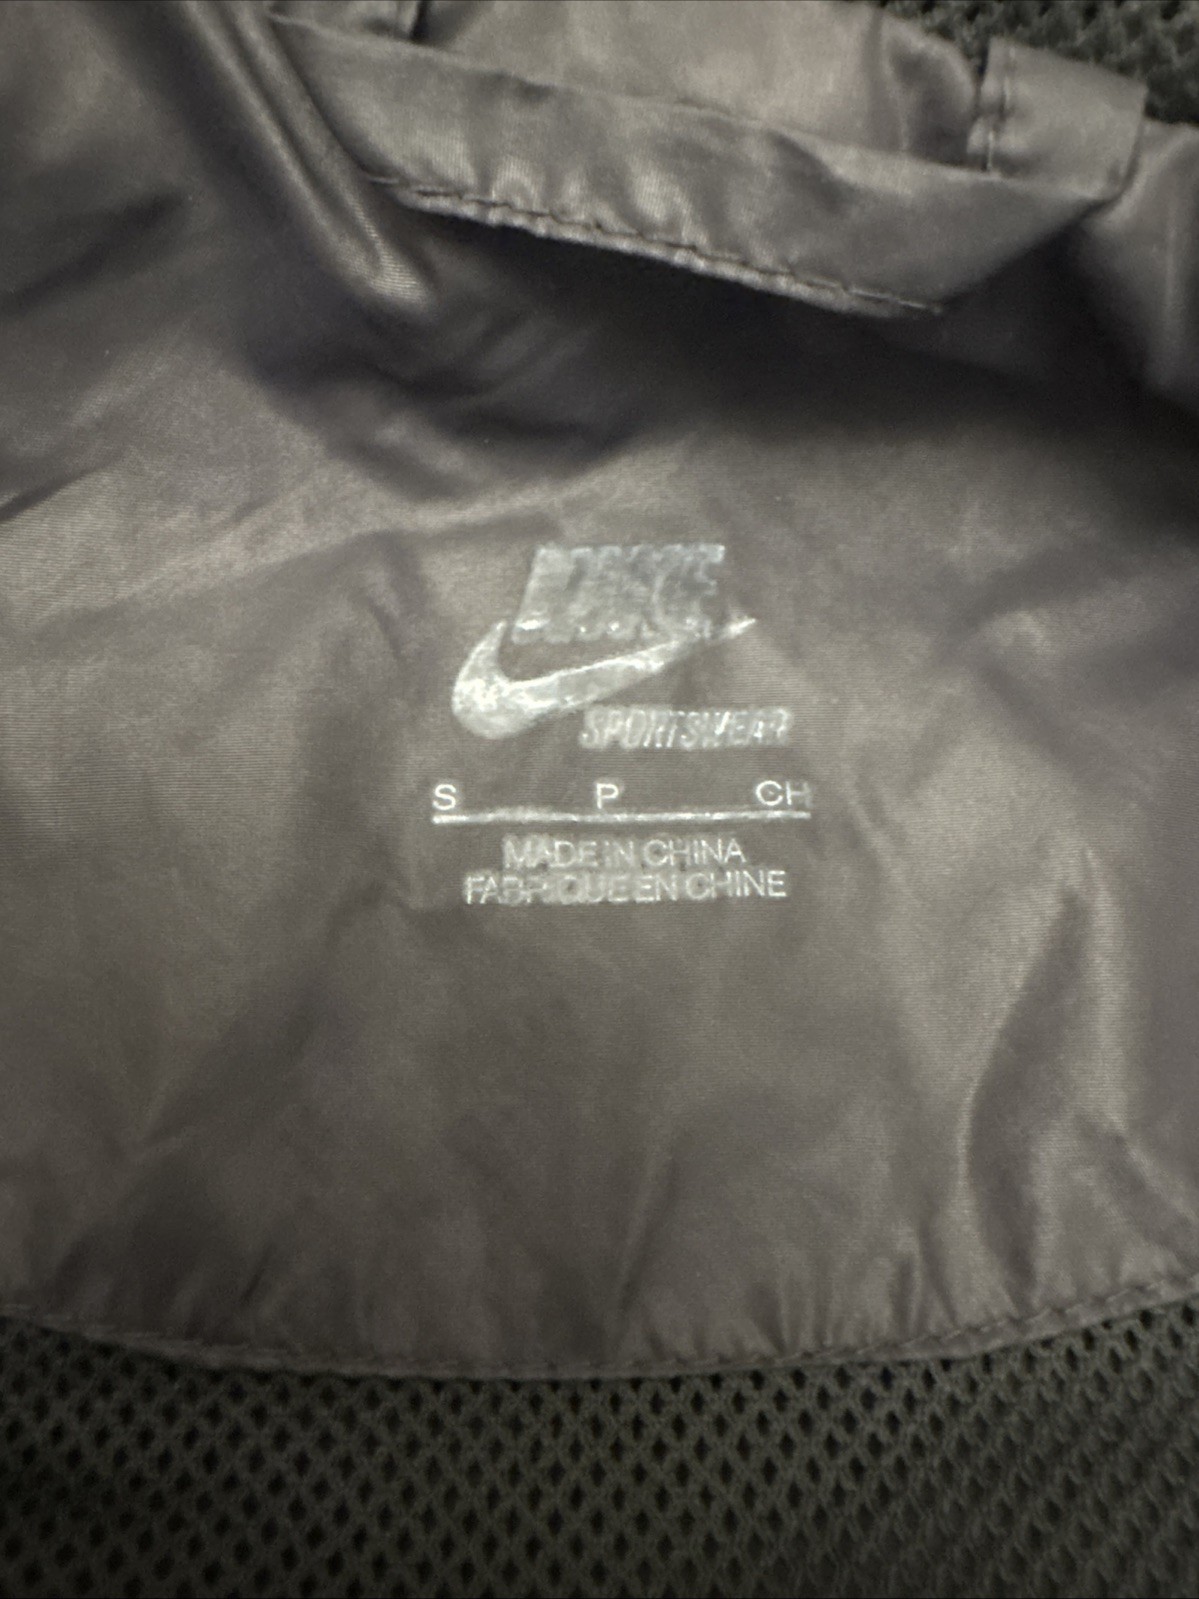 NIKE
SPORTSWEAR
S P CH
MADE IN CHINA
FABRIQUE EN CHINE